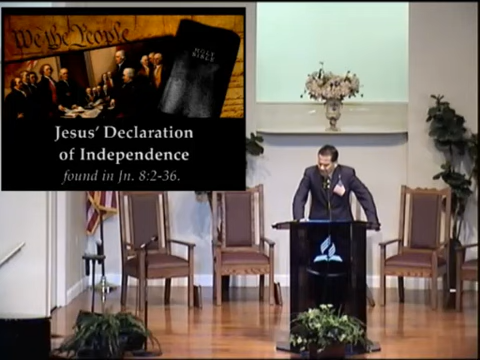 We the People
HOLY
BIBLE
Jesus' Declaration
of Independence
found in Jn. 8:2-36.